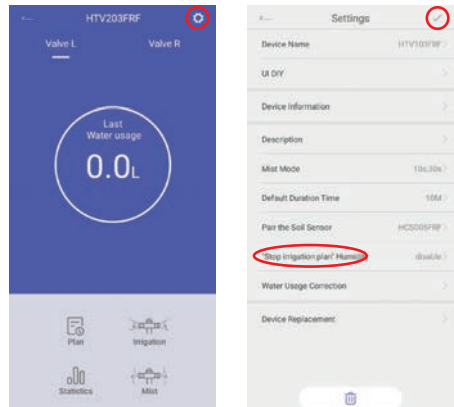 HTV203FRF
Valve L
Valve R
Last
Water usage
0.0L
Plan
Irrigation
Statistics
Mist
Settings
Device Name
UI DIY
Device Information
Description
Mist Mode
10s,30s
Default Duration Time
10M
Pair the Soil Sensor
HCS005FRF
"Stop irrigation plan" Humidity
disable
Water Usage Correction
Device Replacement